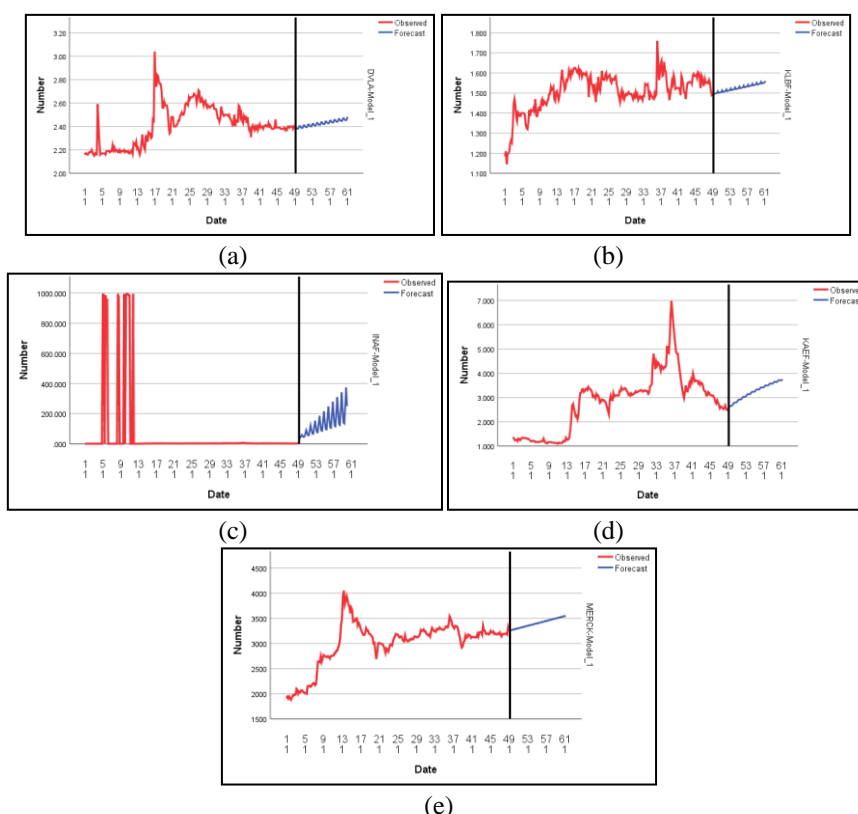 Observed
Forecast
3.20
3.00
2.80
2.60
2.40
2.20
2.00
Number
DVLA-Model_1
1 5 9 13 17 21 25 29 33 37 41 45 49 53 57 61
1 1 1 1 1 1 1 1 1 1 1 1 1 1 1 1
Date
(a)
Observed
Forecast
1.800
1.700
1.600
1.500
1.400
1.300
1.200
1.100
Number
KLBF-Model_1
1 5 9 13 17 21 25 29 33 37 41 45 49 53 57 61
1 1 1 1 1 1 1 1 1 1 1 1 1 1 1 1
Date
(b)
Observed
Forecast
1000.000
800.000
600.000
400.000
200.000
.000
Number
1 5 9 13 17 21 25 29 33 37 41 45 49 53 57 61
1 1 1 1 1 1 1 1 1 1 1 1 1 1 1 1
Date
(c)
Observed
Forecast
7.000
6.000
5.000
4.000
3.000
2.000
1.000
Number
KAEF-Model_1
1 5 9 13 17 21 25 29 33 37 41 45 49 53 57 61
1 1 1 1 1 1 1 1 1 1 1 1 1 1 1 1
Date
(d)
Observed
Forecast
4500
4000
3500
3000
2500
2000
1500
Number
MERCK-Model_1
1 5 9 13 17 21 25 29 33 37 41 45 49 53 57 61
1 1 1 1 1 1 1 1 1 1 1 1 1 1 1 1
Date
(e)